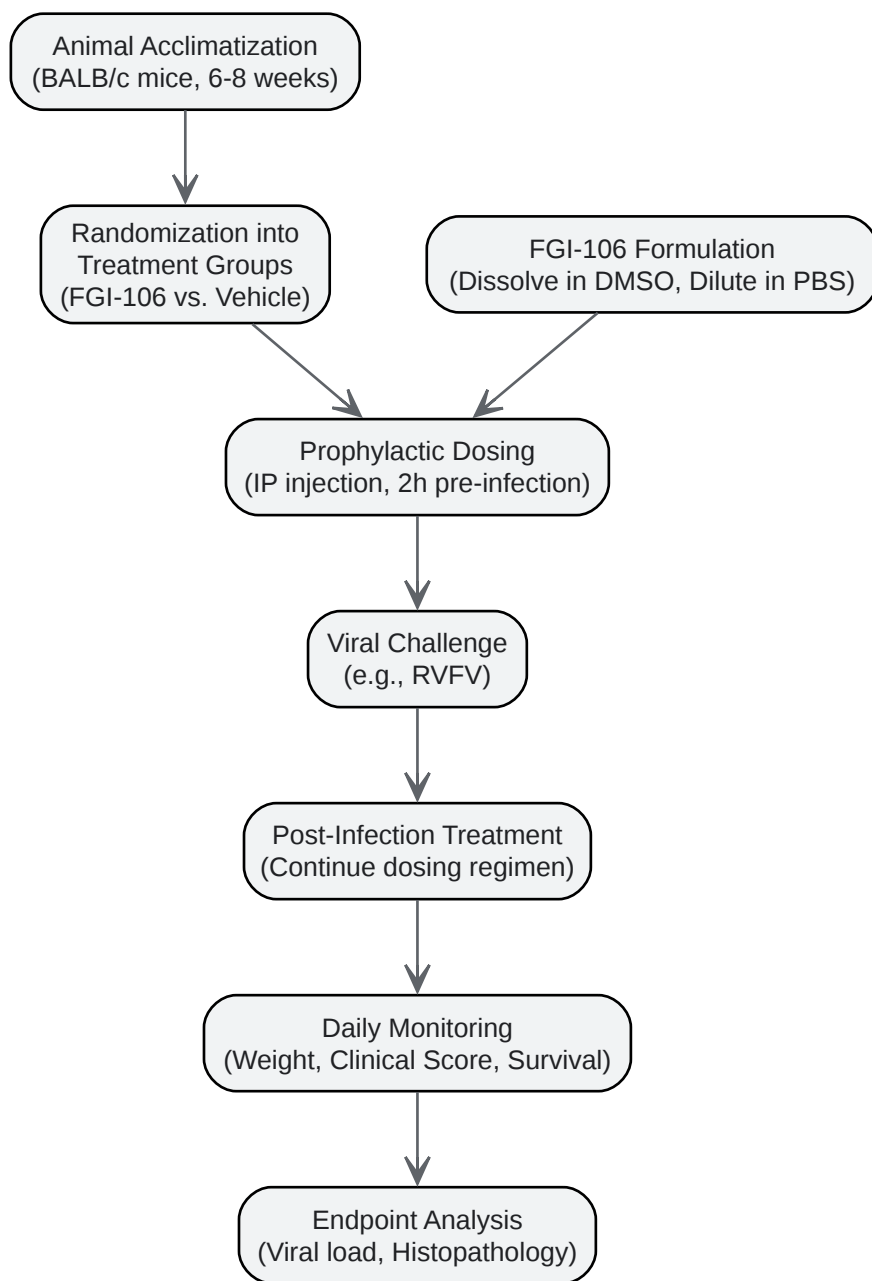 Animal Acclimatization
(BALB/c mice, 6-8 weeks)
Randomization into
Treatment Groups
(FGI-106 vs. Vehicle)
FGI-106 Formulation
(Dissolve in DMSO, Dilute in PBS)
Prophylactic Dosing
(IP injection, 2h pre-infection)
Viral Challenge
(e.g., RVFV)
Post-Infection Treatment
(Continue dosing regimen)
Daily Monitoring
(Weight, Clinical Score, Survival)
Endpoint Analysis
(Viral load, Histopathology)